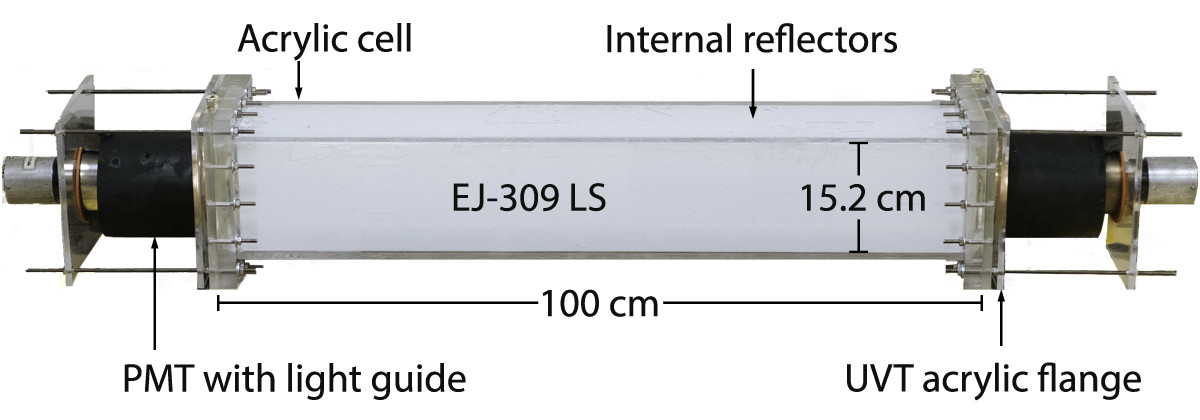 Acrylic cell
Internal reflectors
EJ-309 LS
15.2 cm
100 cm
PMT with light guide
UVT acrylic flange